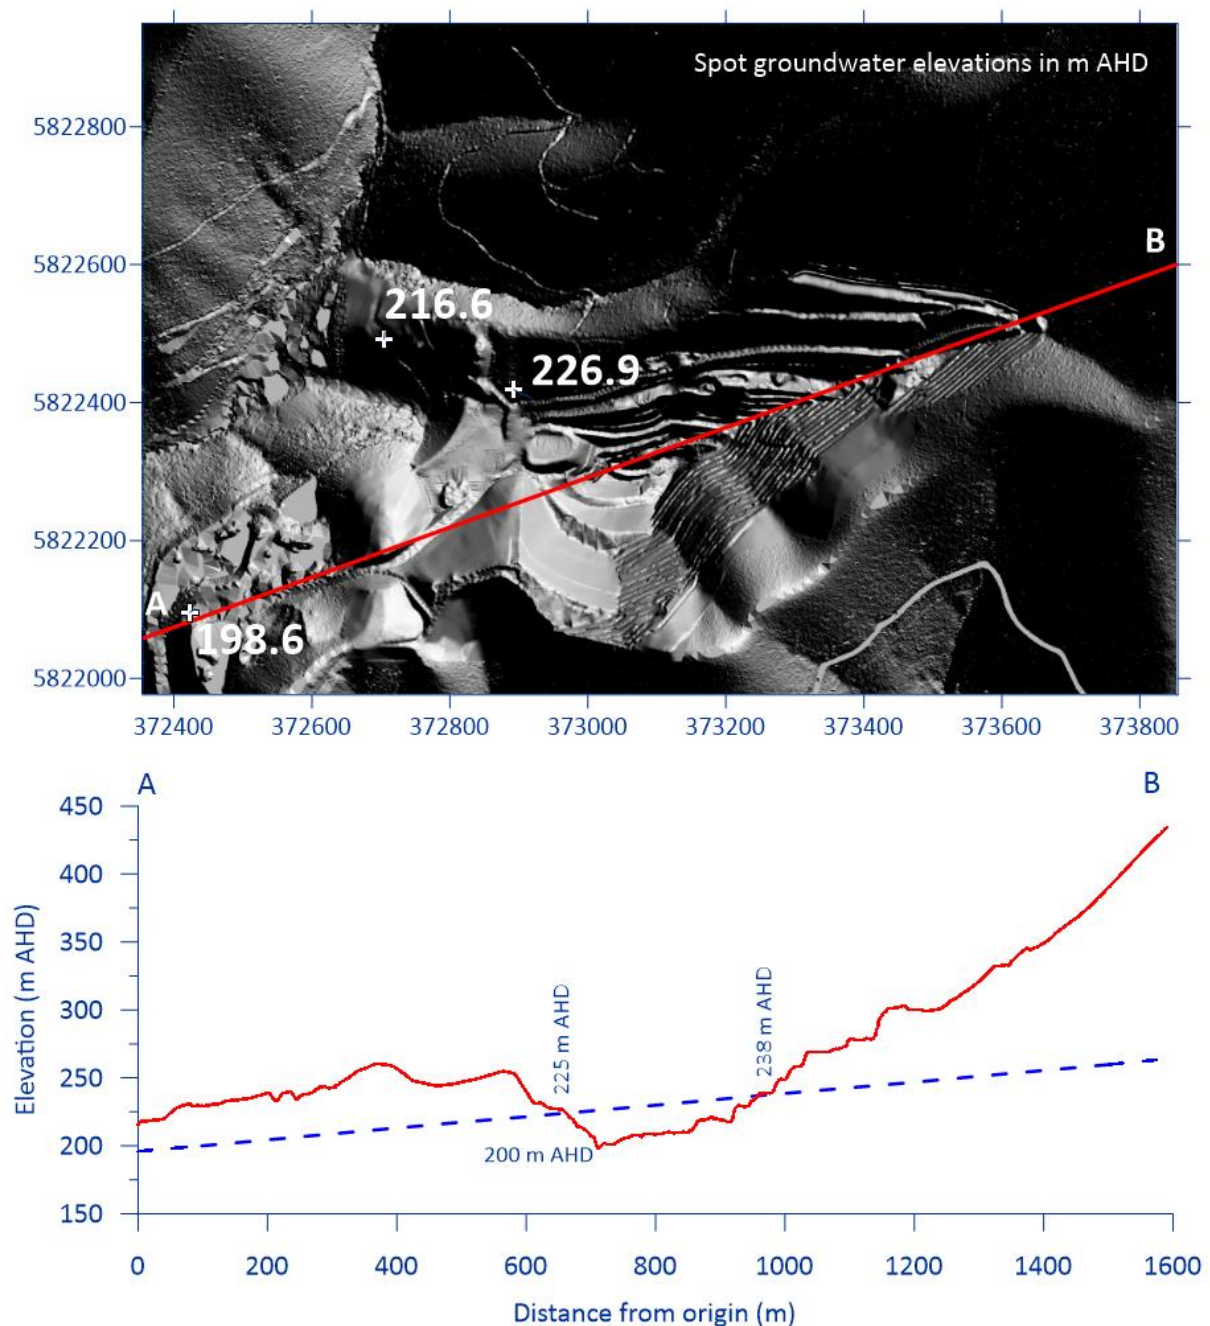 Spot groundwater elevations in m AHD
5822800
B
5822600
216.6
226.9
5822400
5822200
A
198.6
5822000
372400 372600 372800 373000 373200 373400 373600 373800
A B
450
400
350
300
250
200
150
Elevation (m AHD)
225 m AHD
238 m AHD
200 m AHD
0 200 400 600 800 1000 1200 1400 1600
Distance from origin (m)